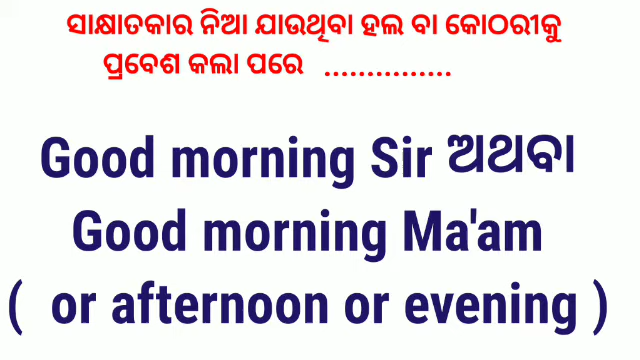 ସାକ୍ଷାତକାର ନିଆ ଯାଉଥିବା ହଲ ବା କୋଠରୀକୁ
ପ୍ରବେଶ କଲା ପରେ ...............
Good morning Sir ଅଥବା
Good morning Ma'am
( or afternoon or evening )